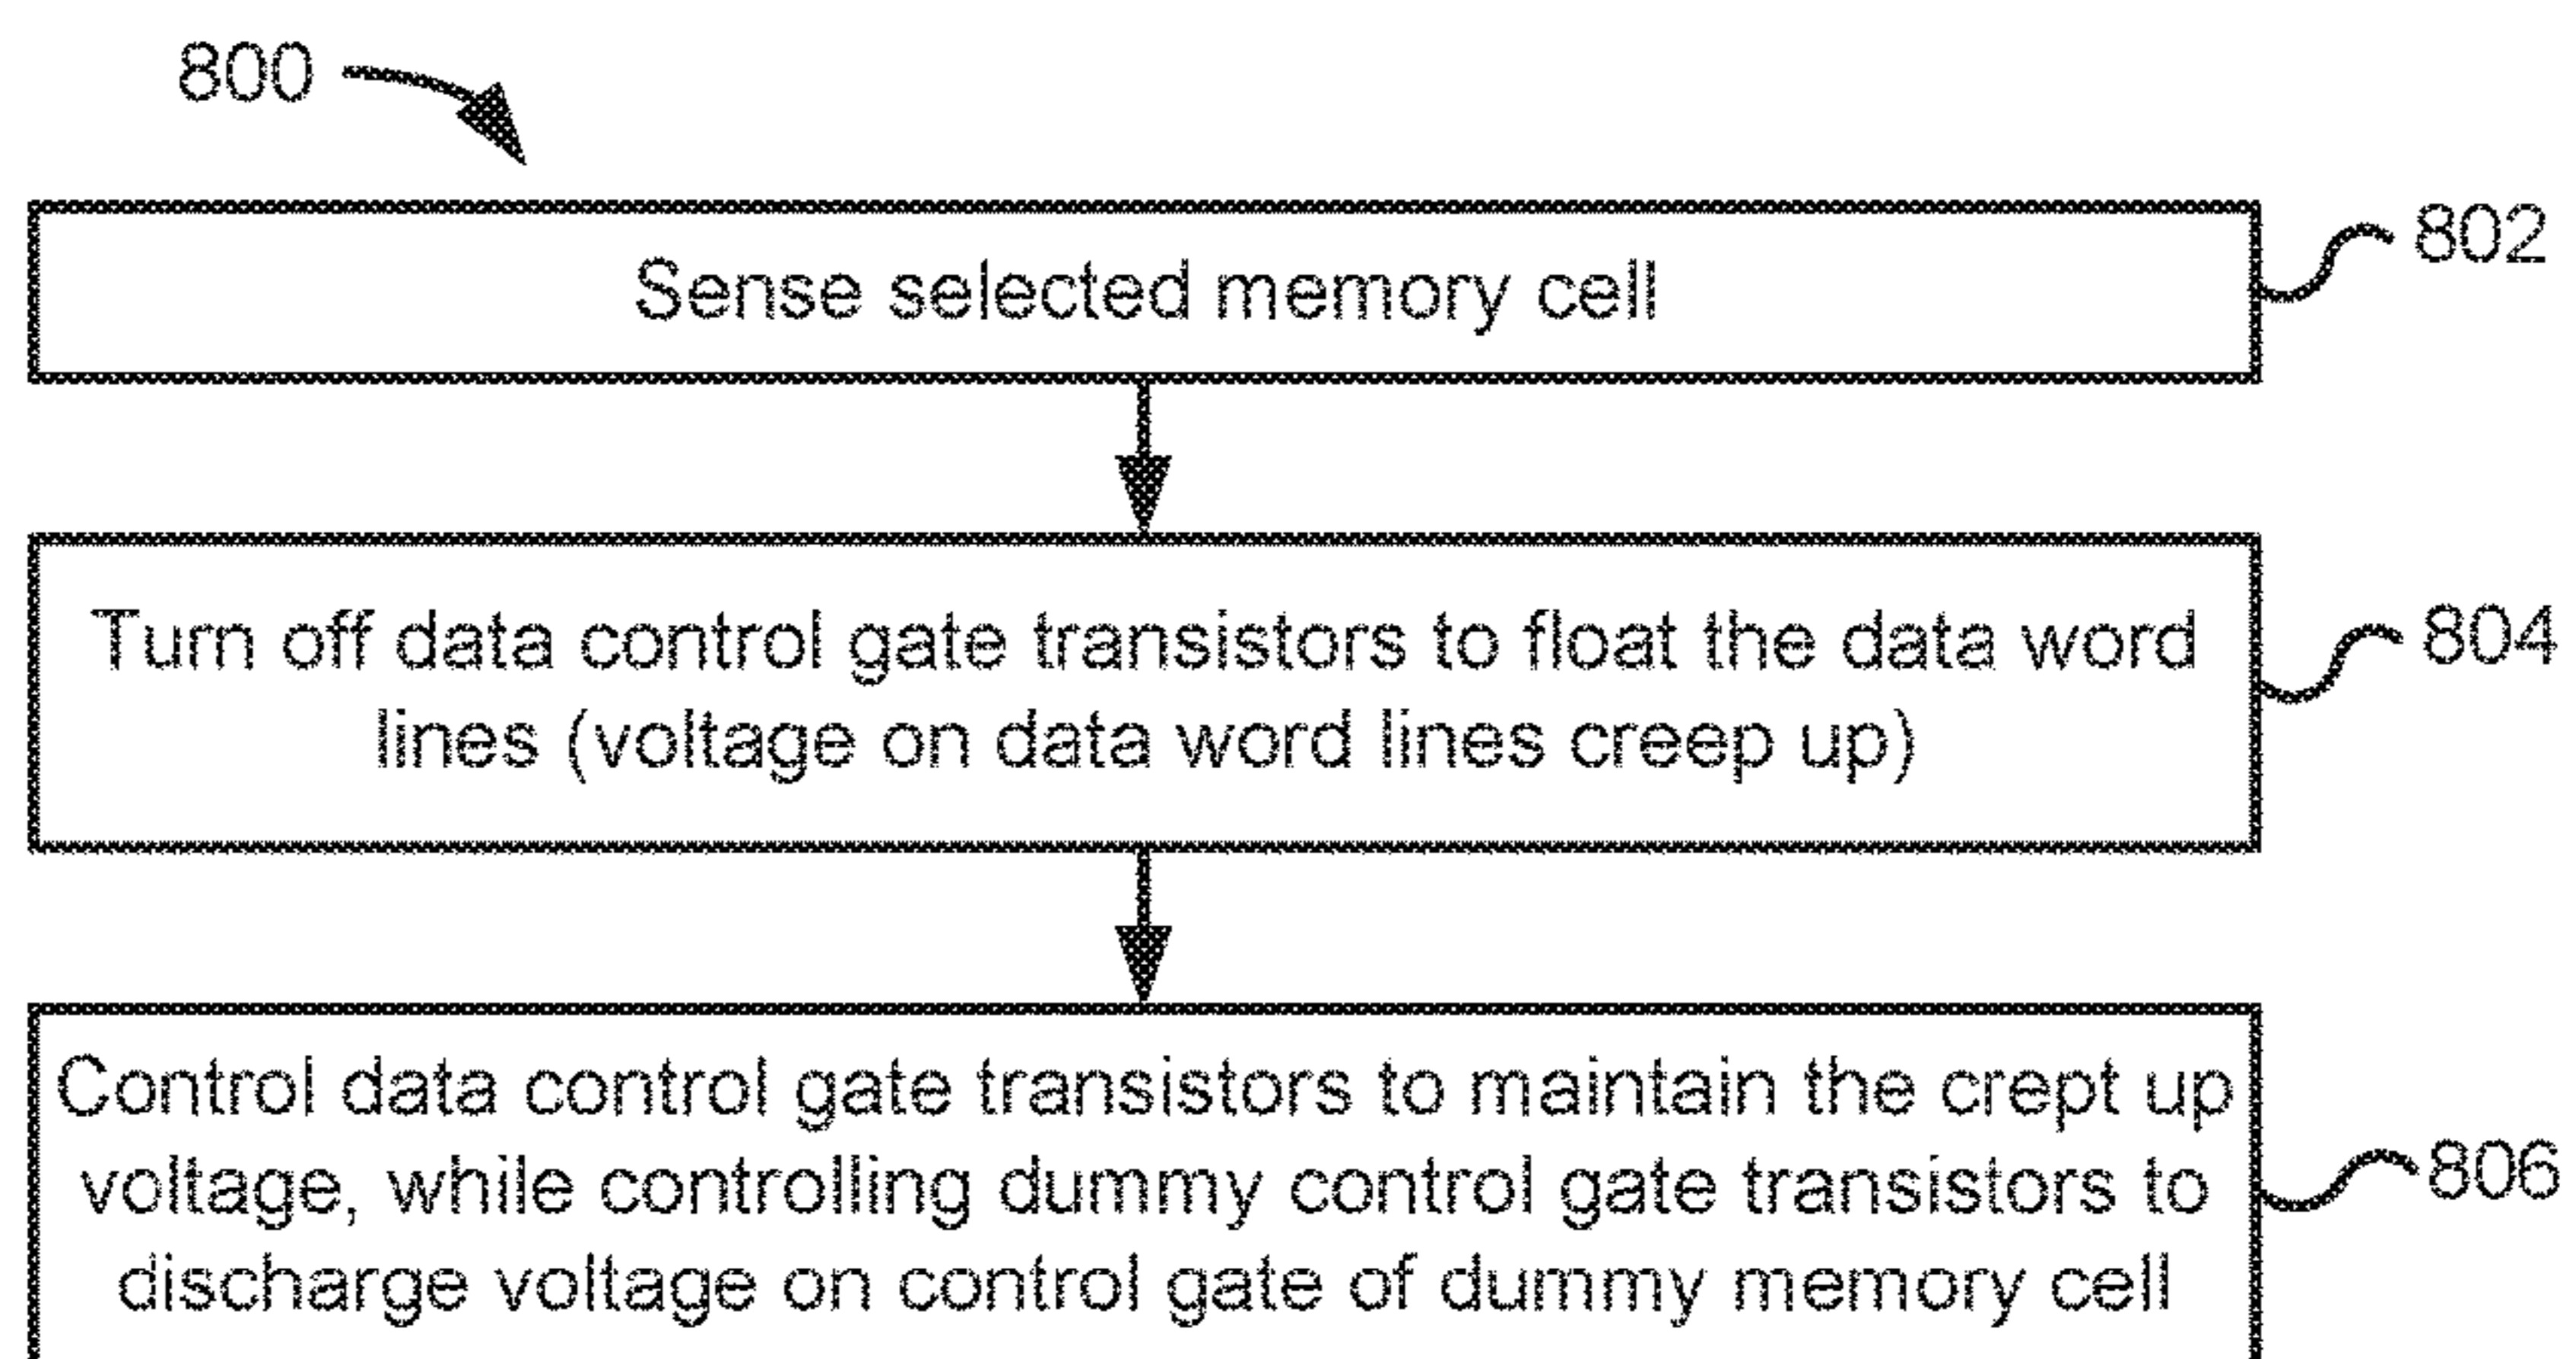 800
Sense selected memory cell
802
Turn off data control gate transistors to float the data word
lines (voltage on data word lines creep up)
804
Control data control gate transistors to maintain the crept up
voltage, while controlling dummy control gate transistors to
discharge voltage on control gate of dummy memory cell
806